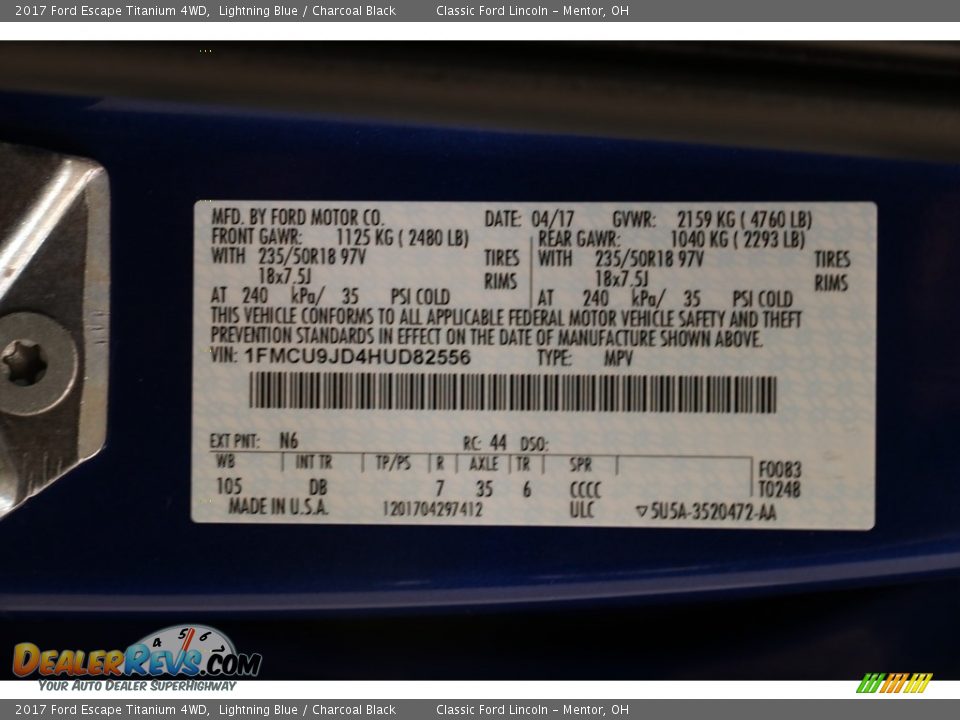 2017 Ford Escape Titanium 4WD, Lightning Blue / Charcoal Black Classic Ford Lincoln - Mentor, OH
MFD. BY FORD MOTOR CO. DATE: 04/17 GVWR: 2159 KG ( 4760 LB)
FRONT GAWR: 1125 KG ( 2480 LB) REAR GAWR: 1040 KG ( 2293 LB)
WITH 235/50R18 97V TIRES WITH 235/50R18 97V TIRES
18x7.5J RIMS 18x7.5J RIMS
AT 240 kPa/ 35 PSI COLD AT 240 kPa/ 35 PSI COLD
THIS VEHICLE CONFORMS TO ALL APPLICABLE FEDERAL MOTOR VEHICLE SAFETY AND THEFT
PREVENTION STANDARDS IN EFFECT ON THE DATE OF MANUFACTURE SHOWN ABOVE.
VIN: 1FMCU9JD4HUD82556 TYPE: MPV
EXT PNT: N6 RC: 44 DSO:
WB INT TR TP/PS R AXLE TR SPR F0083
105 DB 7 35 6 CCCC T0248
MADE IN U.S.A. 1201704297412 ULC ▽5U5A-3520472-AA
4 5 6
DealerRevs.com
Your Auto Dealer SuperHighway
2017 Ford Escape Titanium 4WD, Lightning Blue / Charcoal Black Classic Ford Lincoln - Mentor, OH